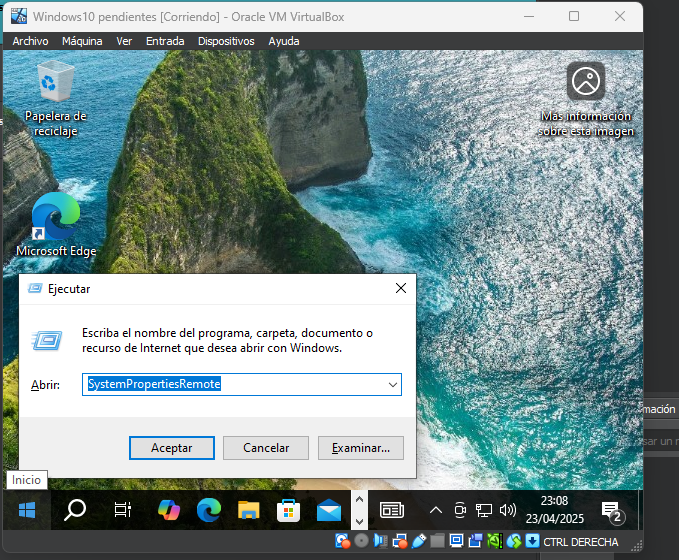 Windows10 pendientes [Corriendo] - Oracle VM VirtualBox
Archivo Máquina Ver Entrada Dispositivos Ayuda
Papelera de
reciclaje
Más información
sobre esta imagen
Microsoft Edge
Ejecutar
Escriba el nombre del programa, carpeta, documento o
recurso de Internet que desea abrir con Windows.
Abrir:
SystemPropertiesRemote
Aceptar Cancelar Examinar...
mación
sar un
Inicio
23:08
23/04/2025
2
CTRL DERECHA